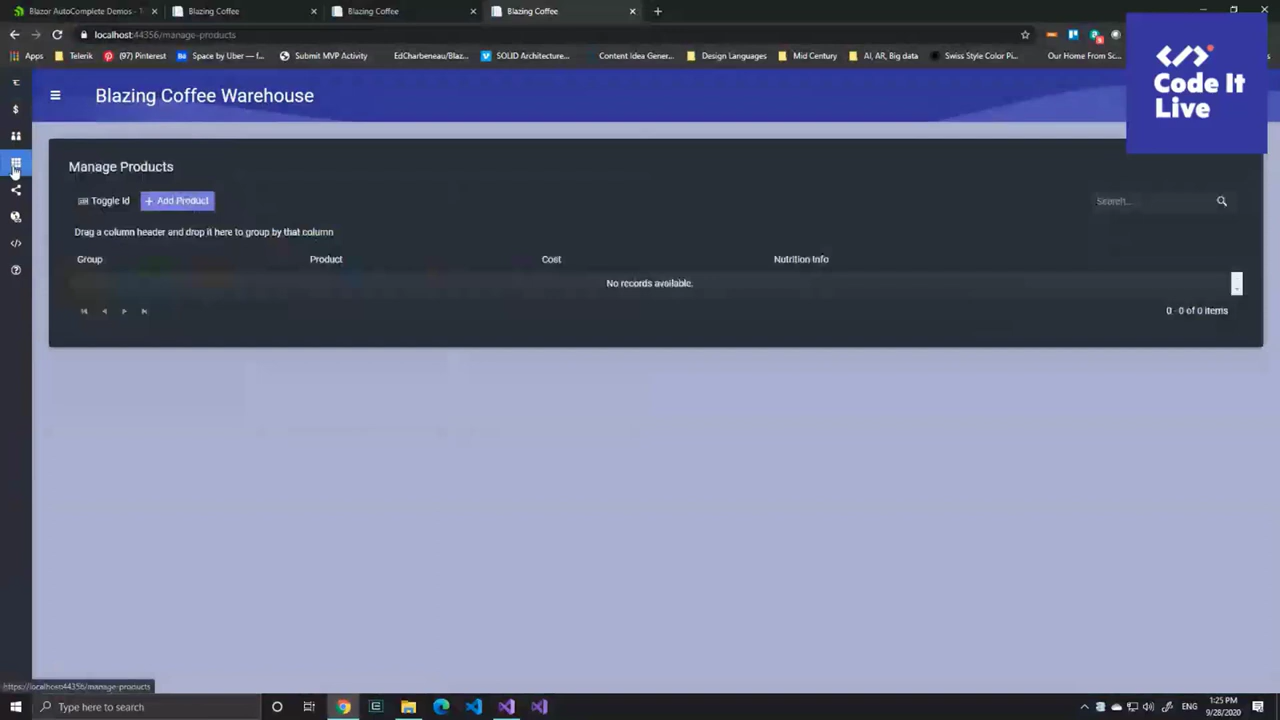 Blazor AutoComplete Demos - T
Blazing Coffee
Blazing Coffee
Blazing Coffee
localhost:44356/manage-products
Apps
Telerik
(97) Pinterest
Space by Uber — f...
Submit MVP Activity
EdCharbeneau/Blaz...
SOLID Architecture...
Content Idea Gener...
Design Languages
Mid Century
AI, AR, Big data
Swiss Style Color Pi...
Our Home From Sc...
Code It
Live
Blazing Coffee Warehouse
Manage Products
Toggle Id
+ Add Product
Search...
Drag a column header and drop it here to group by that column
Group
Product
Cost
Nutrition Info
No records available.
0 - 0 of 0 items
https://localhost:44356/manage-products
Type here to search
ENG
1:25 PM
9/28/2020